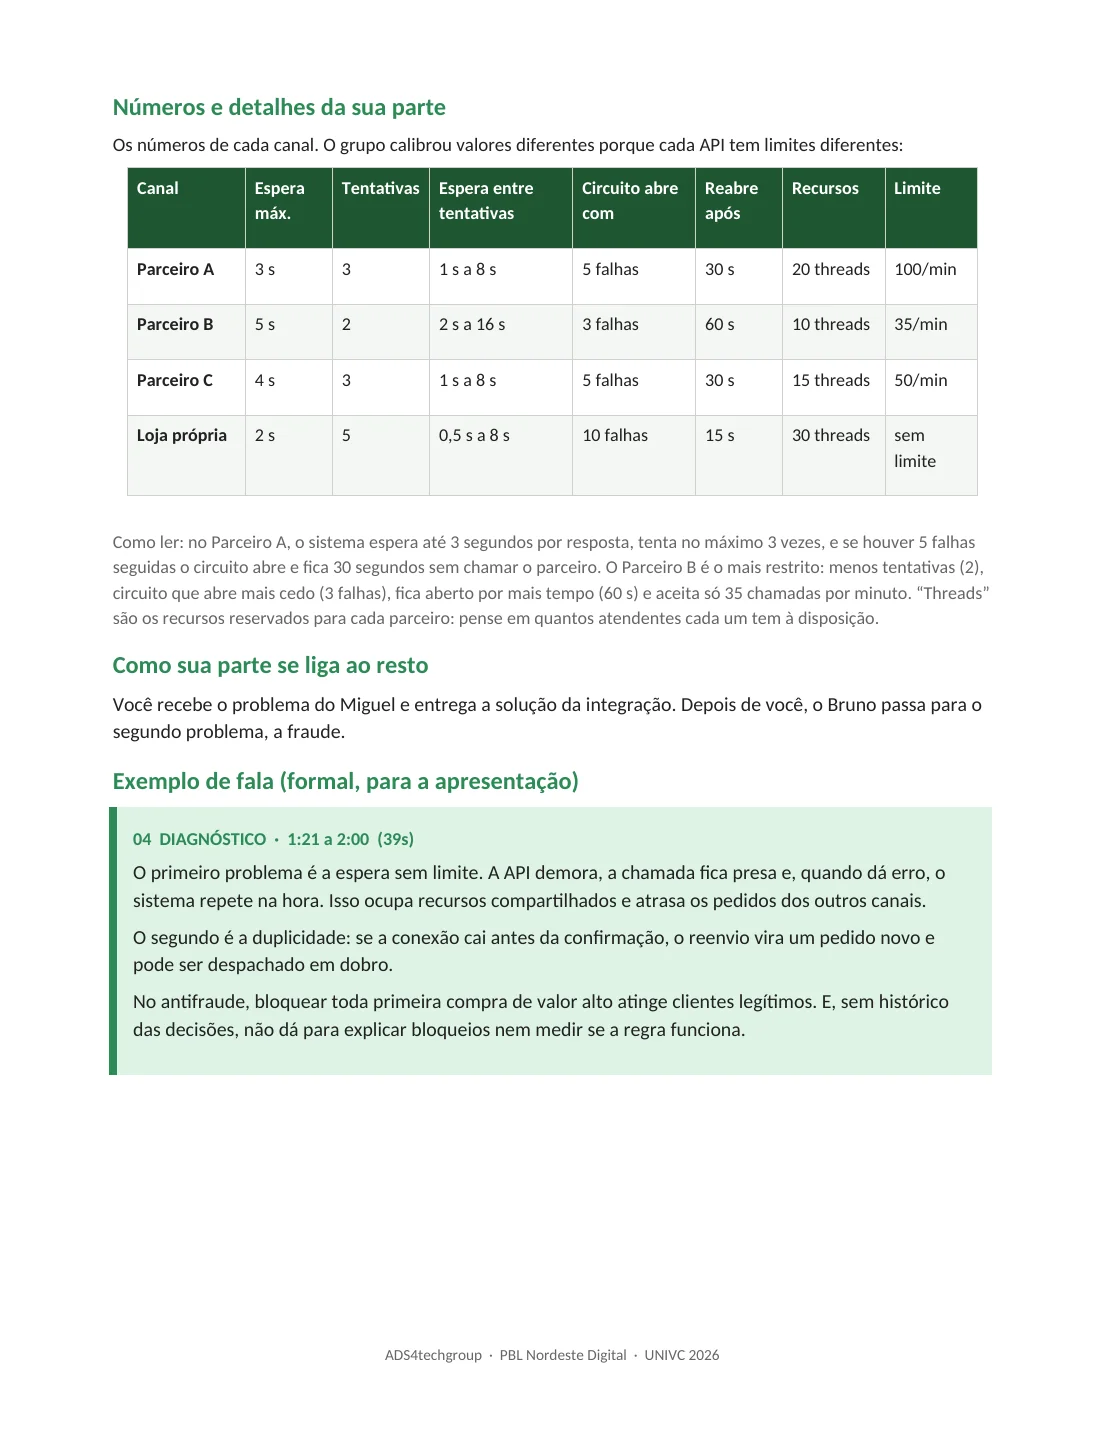 Números e detalhes da sua parte
Os números de cada canal. O grupo calibrou valores diferentes porque cada API tem limites diferentes:
Canal Espera máx. Tentativas Espera entre tentativas Circuito abre com Reabre após Recursos Limite
Parceiro A 3 s 3 1 s a 8 s 5 falhas 30 s 20 threads 100/min
Parceiro B 5 s 2 2 s a 16 s 3 falhas 60 s 10 threads 35/min
Parceiro C 4 s 3 1 s a 8 s 5 falhas 30 s 15 threads 50/min
Loja própria 2 s 5 0,5 s a 8 s 10 falhas 15 s 30 threads sem limite
Como ler: no Parceiro A, o sistema espera até 3 segundos por resposta, tenta no máximo 3 vezes, e se houver 5 falhas
seguidas o circuito abre e fica 30 segundos sem chamar o parceiro. O Parceiro B é o mais restrito: menos tentativas (2),
circuito que abre mais cedo (3 falhas), fica aberto por mais tempo (60 s) e aceita só 35 chamadas por minuto. “Threads”
são os recursos reservados para cada parceiro: pense em quantos atendentes cada um tem à disposição.
Como sua parte se liga ao resto
Você recebe o problema do Miguel e entrega a solução da integração. Depois de você, o Bruno passa para o
segundo problema, a fraude.
Exemplo de fala (formal, para a apresentação)
04 DIAGNÓSTICO · 1:21 a 2:00 (39s)
O primeiro problema é a espera sem limite. A API demora, a chamada fica presa e, quando dá erro, o
sistema repete na hora. Isso ocupa recursos compartilhados e atrasa os pedidos dos outros canais.
O segundo é a duplicidade: se a conexão cai antes da confirmação, o reenvio vira um pedido novo e
pode ser despachado em dobro.
No antifraude, bloquear toda primeira compra de valor alto atinge clientes legítimos. E, sem histórico
das decisões, não dá para explicar bloqueios nem medir se a regra funciona.
ADS4techgroup · PBL Nordeste Digital · UNIVC 2026